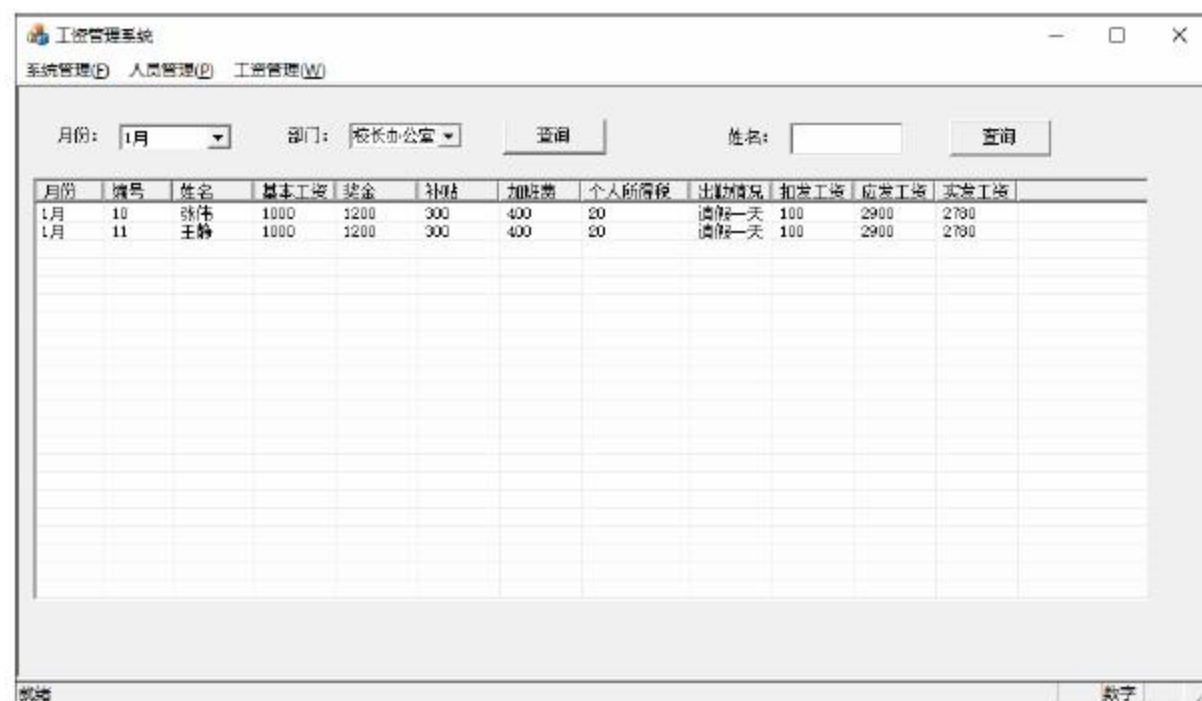 工资管理系统
系统管理(F) 人员管理(P) 工资管理(W)
月份: 1月 部门: 校长办公室 查询 姓名: 查询
月份 编号 姓名 基本工资 奖金 补贴 加班费 个人所得税 出勤情况 扣发工资 应发工资 实发工资
1月 10 张伟 1000 1200 300 400 20 请假一天 100 2900 2780
1月 11 王静 1000 1200 300 400 20 请假一天 100 2900 2780
就绪 数字